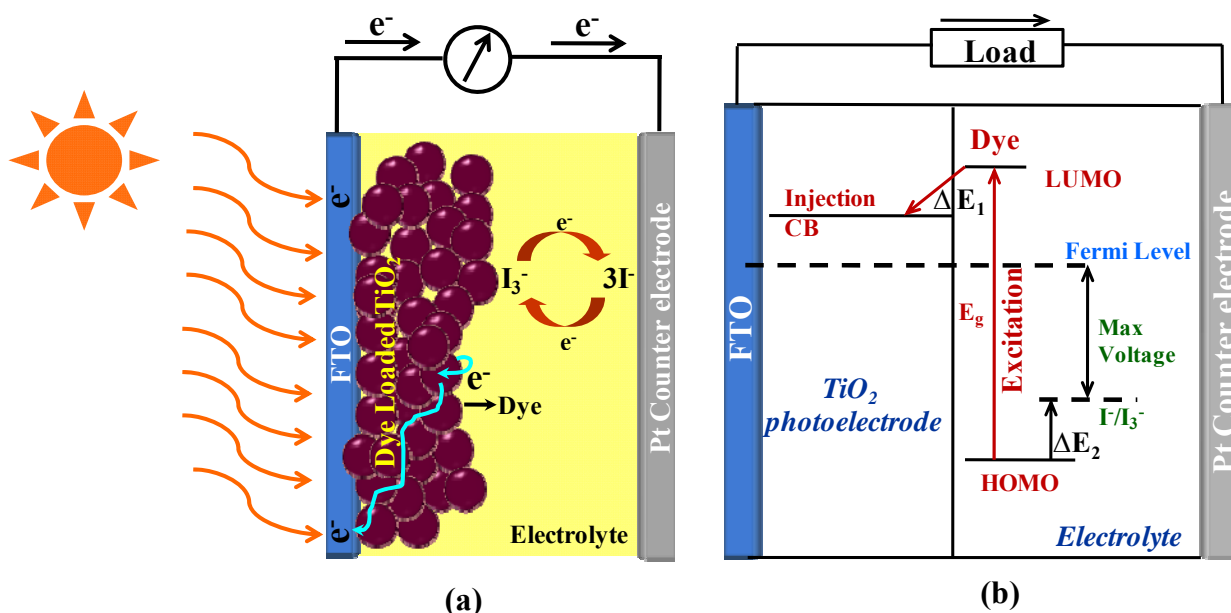 e⁻
e⁻
e⁻
FTO
e⁻
Dye Loaded TiO₂
e⁻
I₃⁻
3I⁻
e⁻
e⁻
Dye
Electrolyte
Pt Counter electrode
(a)
Load
FTO
Dye
LUMO
Injection
ΔE₁
CB
Fermi Level
E_g
Excitation
Max
Voltage
TiO₂
photoelectrode
I⁻/I₃⁻
ΔE₂
HOMO
Electrolyte
Pt Counter electrode
(b)